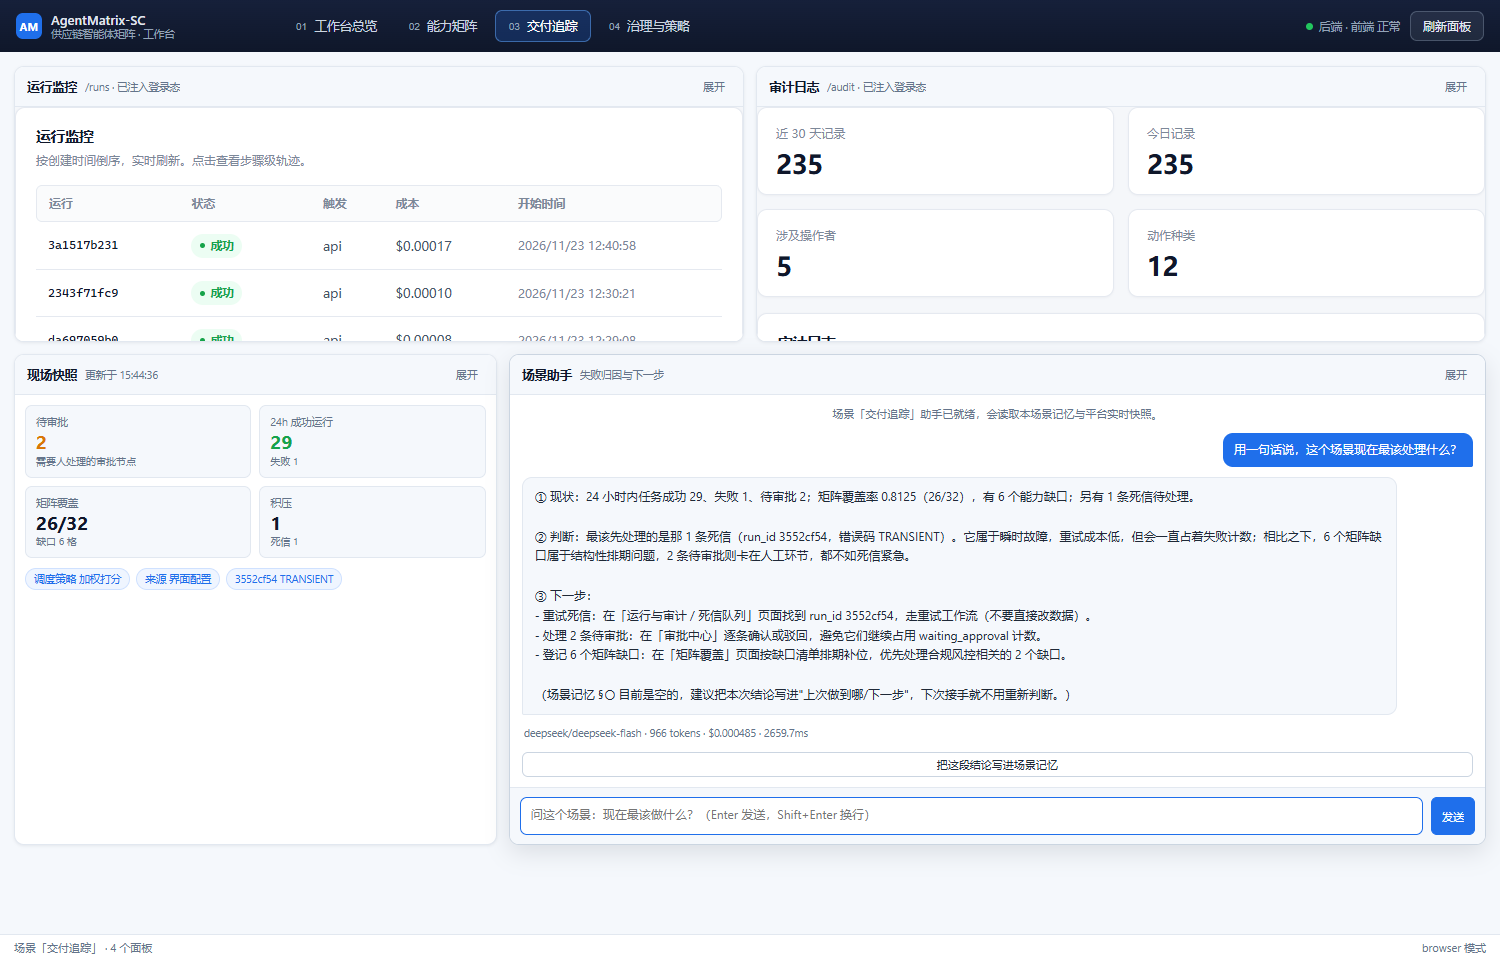 AM
AgentMatrix-SC
供应链智能体矩阵 · 工作台
01 工作台总览
02 能力矩阵
03 交付追踪
04 治理与策略
后端 · 前端 正常
刷新面板
运行监控 /runs · 已注入登录态
展开
运行监控
按创建时间倒序，实时刷新。点击查看步骤级轨迹。
运行 状态 触发 成本 开始时间
3a1517b231 成功 api $0.00017 2026/11/23 12:40:58
2343f71fc9 成功 api $0.00010 2026/11/23 12:30:21
da697059b0 成功 api $0.00008 2026/11/23 12:29:08
审计日志 /audit · 已注入登录态
展开
近 30 天记录
235
今日记录
235
涉及操作者
5
动作种类
12
审计日志
现场快照 更新于 15:44:36
展开
待审批
2
需要人处理的审批节点
24h 成功运行
29
失败 1
矩阵覆盖
26/32
缺口 6 格
积压
1
死信 1
调度策略 加权打分
来源 界面配置
3552cf54 TRANSIENT
场景助手 失败归因与下一步
展开
场景「交付追踪」助手已就绪，会读取本场景记忆与平台实时快照。
用一句话说，这个场景现在最该处理什么？
① 现状：24 小时内任务成功 29、失败 1、待审批 2；矩阵覆盖率 0.8125（26/32），有 6 个能力缺口；另有 1 条死信待处理。
② 判断：最该先处理的是那 1 条死信（run_id 3552cf54，错误码 TRANSIENT）。它属于瞬时故障，重试成本低，但会一直占着失败计数；相比之下，6 个矩阵缺
口属于结构性排期问题，2 条待审批则卡在人工环节，都不如死信紧急。
③ 下一步：
- 重试死信：在「运行与审计 / 死信队列」页面找到 run_id 3552cf54，走重试工作流（不要直接改数据）。
- 处理 2 条待审批：在「审批中心」逐条确认或驳回，避免它们继续占用 waiting_approval 计数。
- 登记 6 个矩阵缺口：在「矩阵覆盖」页面按缺口清单排期补位，优先处理合规风控相关的 2 个缺口。
（场景记忆 §〇 目前是空的，建议把本次结论写进"上次做到哪/下一步"，下次接手就不用重新判断。）
deepseek/deepseek-flash · 966 tokens · $0.000485 · 2659.7ms
把这段结论写进场景记忆
问这个场景：现在最该做什么？（Enter 发送，Shift+Enter 换行）
发送
场景「交付追踪」 · 4 个面板
browser 模式